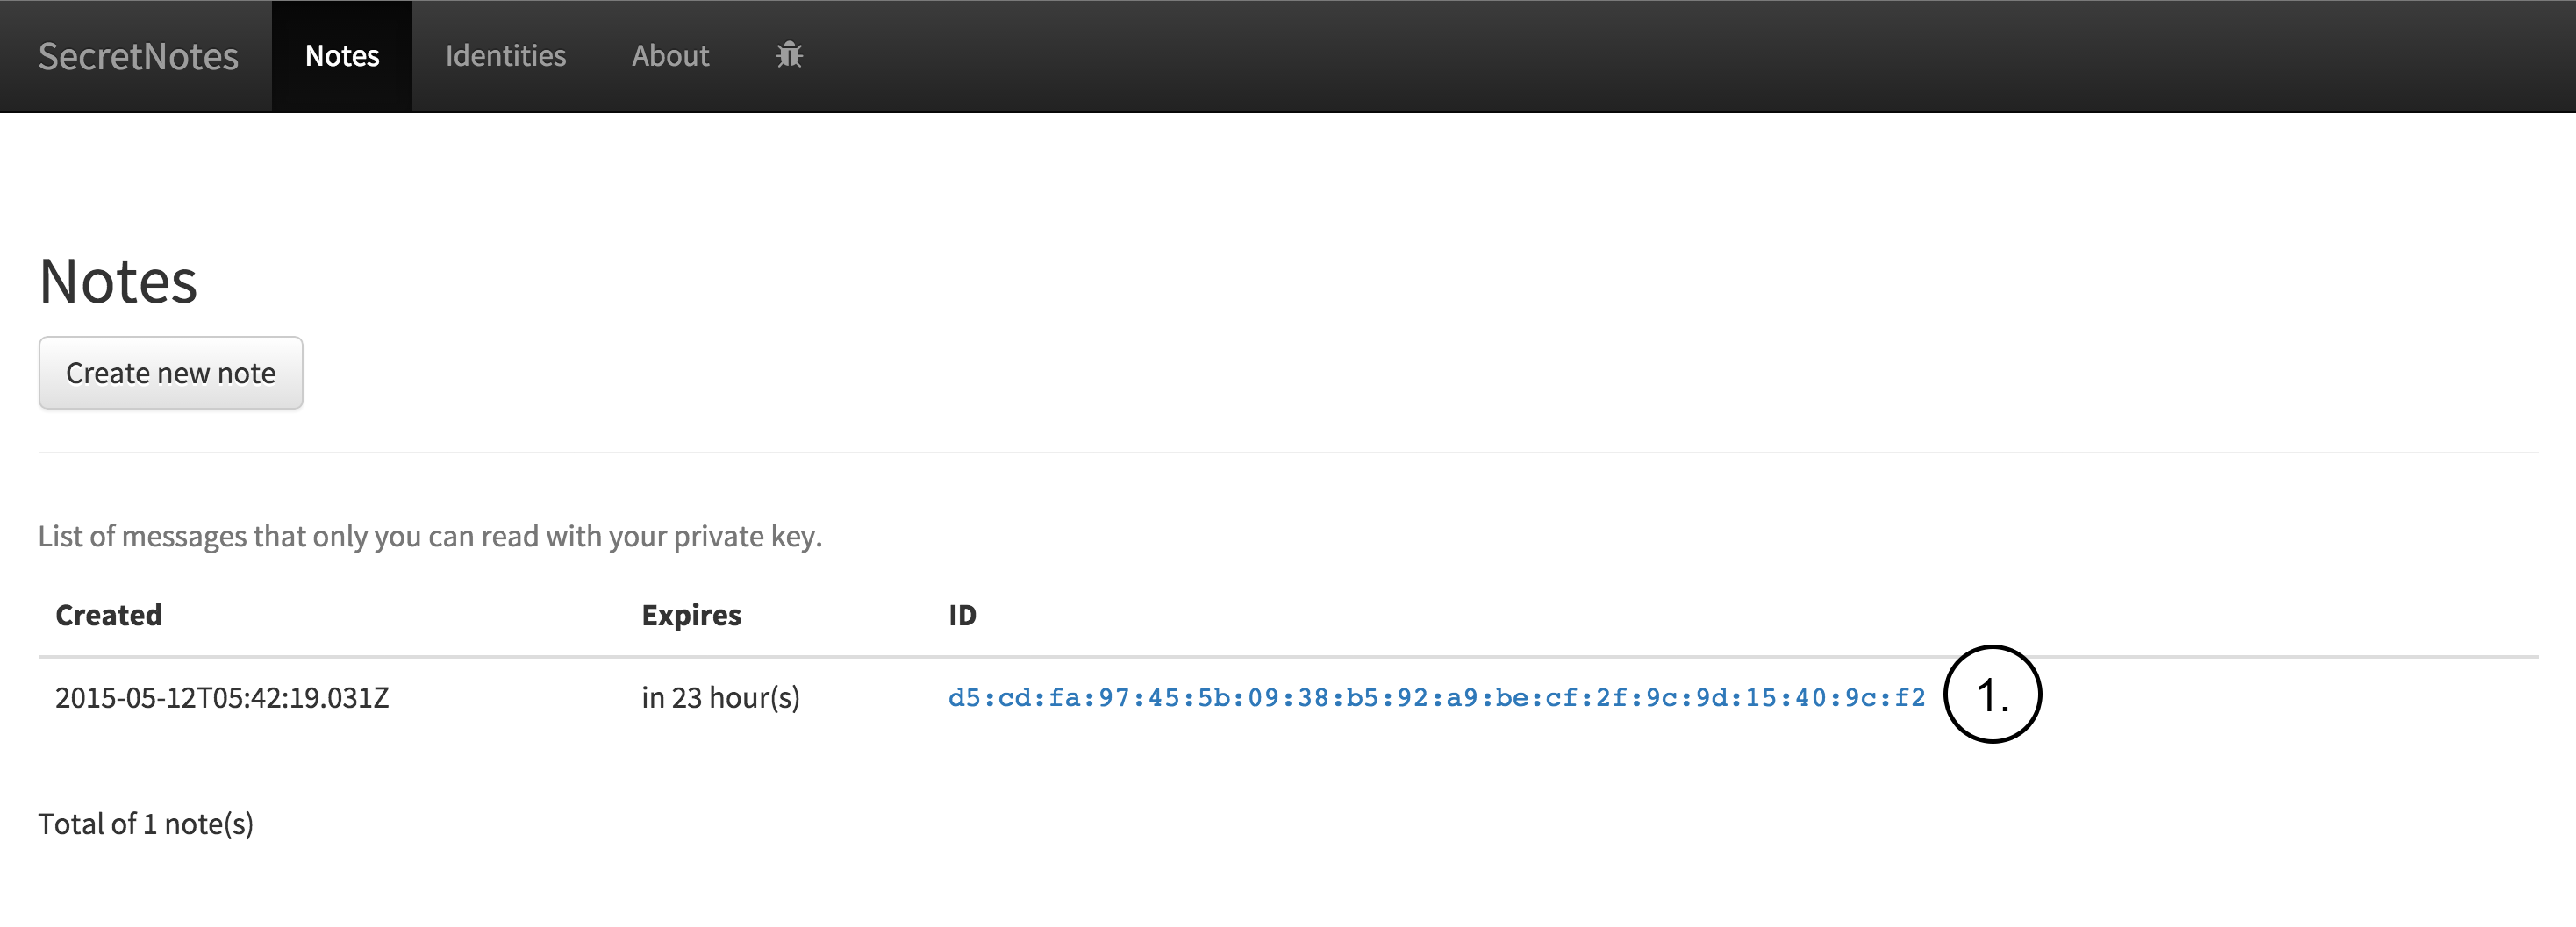 SecretNotes Notes Identities About
Notes
Create new note
List of messages that only you can read with your private key.
Created Expires ID
2015-05-12T05:42:19.031Z in 23 hour(s) d5:cd:fa:97:45:5b:09:38:b5:92:a9:be:cf:2f:9c:9d:15:40:9c:f2 1.
Total of 1 note(s)